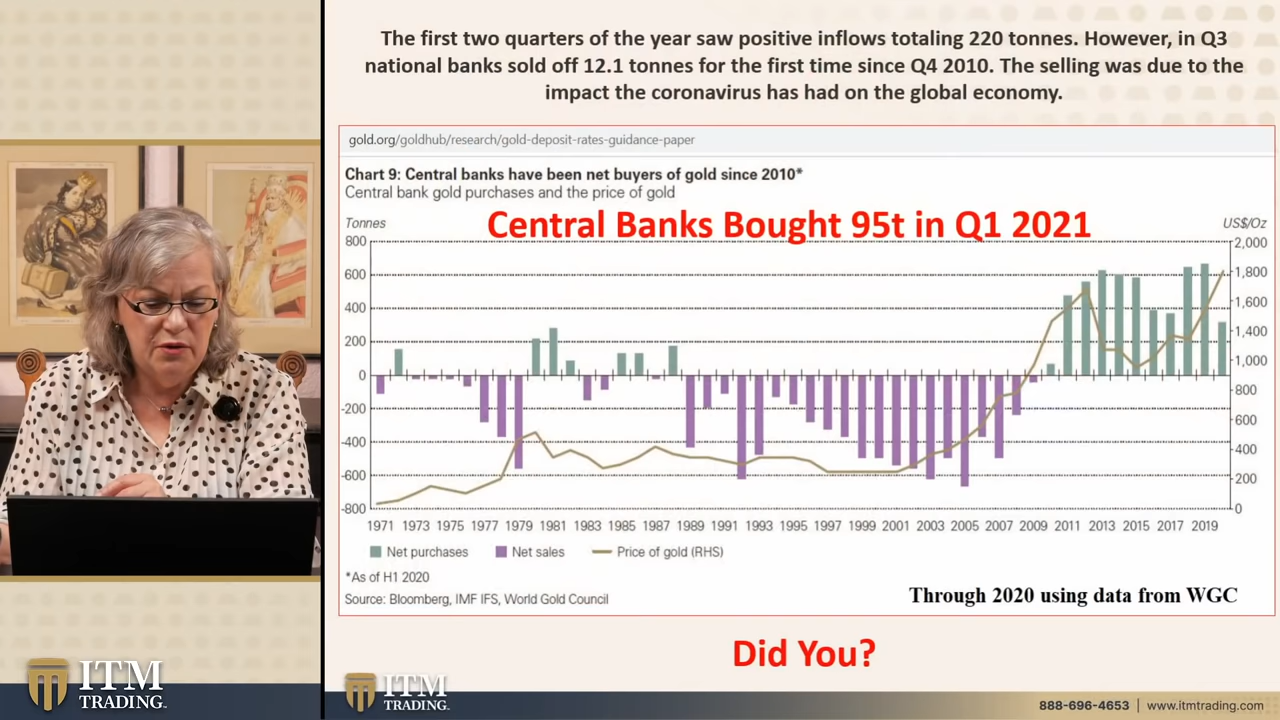 The first two quarters of the year saw positive inflows totaling 220 tonnes. However, in Q3
national banks sold off 12.1 tonnes for the first time since Q4 2010. The selling was due to the
impact the coronavirus has had on the global economy.
gold.org/goldhub/research/gold-deposit-rates-guidance-paper
Chart 9: Central banks have been net buyers of gold since 2010*
Central bank gold purchases and the price of gold
Tonnes
US$/Oz
Central Banks Bought 95t in Q1 2021
800
600
400
200
0
-200
-400
-600
-800
2,000
1,800
1,600
1,400
1,200
1,000
800
600
400
200
0
1971 1973 1975 1977 1979 1981 1983 1985 1987 1989 1991 1993 1995 1997 1999 2001 2003 2005 2007 2009 2011 2013 2015 2017 2019
Net purchases Net sales Price of gold (RHS)
*As of H1 2020
Source: Bloomberg, IMF IFS, World Gold Council
Through 2020 using data from WGC
Did You?
ITM
TRADING
ITM
TRADING
888-696-4653 | www.itmtrading.com